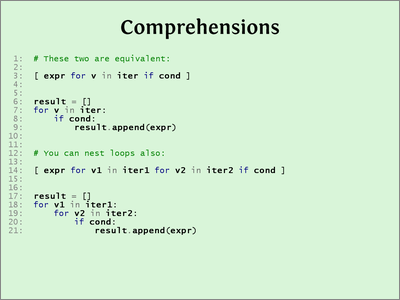 Comprehensions
1: # These two are equivalent:
2:
3: [ expr for v in iter if cond ]
4:
5:
6: result = []
7: for v in iter:
8:     if cond:
9:         result.append(expr)
10:
11:
12: # You can nest loops also:
13:
14: [ expr for v1 in iter1 for v2 in iter2 if cond ]
15:
16:
17: result = []
18: for v1 in iter1:
19:     for v2 in iter2:
20:         if cond:
21:             result.append(expr)